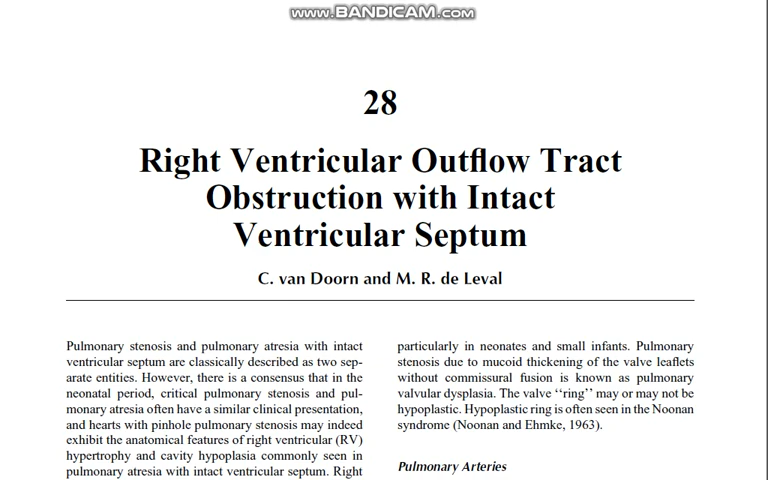 www.BANDICAM.com
28
Right Ventricular Outflow Tract
Obstruction with Intact
Ventricular Septum
C. van Doorn and M. R. de Leval
Pulmonary stenosis and pulmonary atresia with intact
ventricular septum are classically described as two sep-
arate entities. However, there is a consensus that in the
neonatal period, critical pulmonary stenosis and pul-
monary atresia often have a similar clinical presentation,
and hearts with pinhole pulmonary stenosis may indeed
exhibit the anatomical features of right ventricular (RV)
hypertrophy and cavity hypoplasia commonly seen in
pulmonary atresia with intact ventricular septum. Right
particularly in neonates and small infants. Pulmonary
stenosis due to mucoid thickening of the valve leaflets
without commissural fusion is known as pulmonary
valvular dysplasia. The valve ‘‘ring’’ may or may not be
hypoplastic. Hypoplastic ring is often seen in the Noonan
syndrome (Noonan and Ehmke, 1963).
Pulmonary Arteries